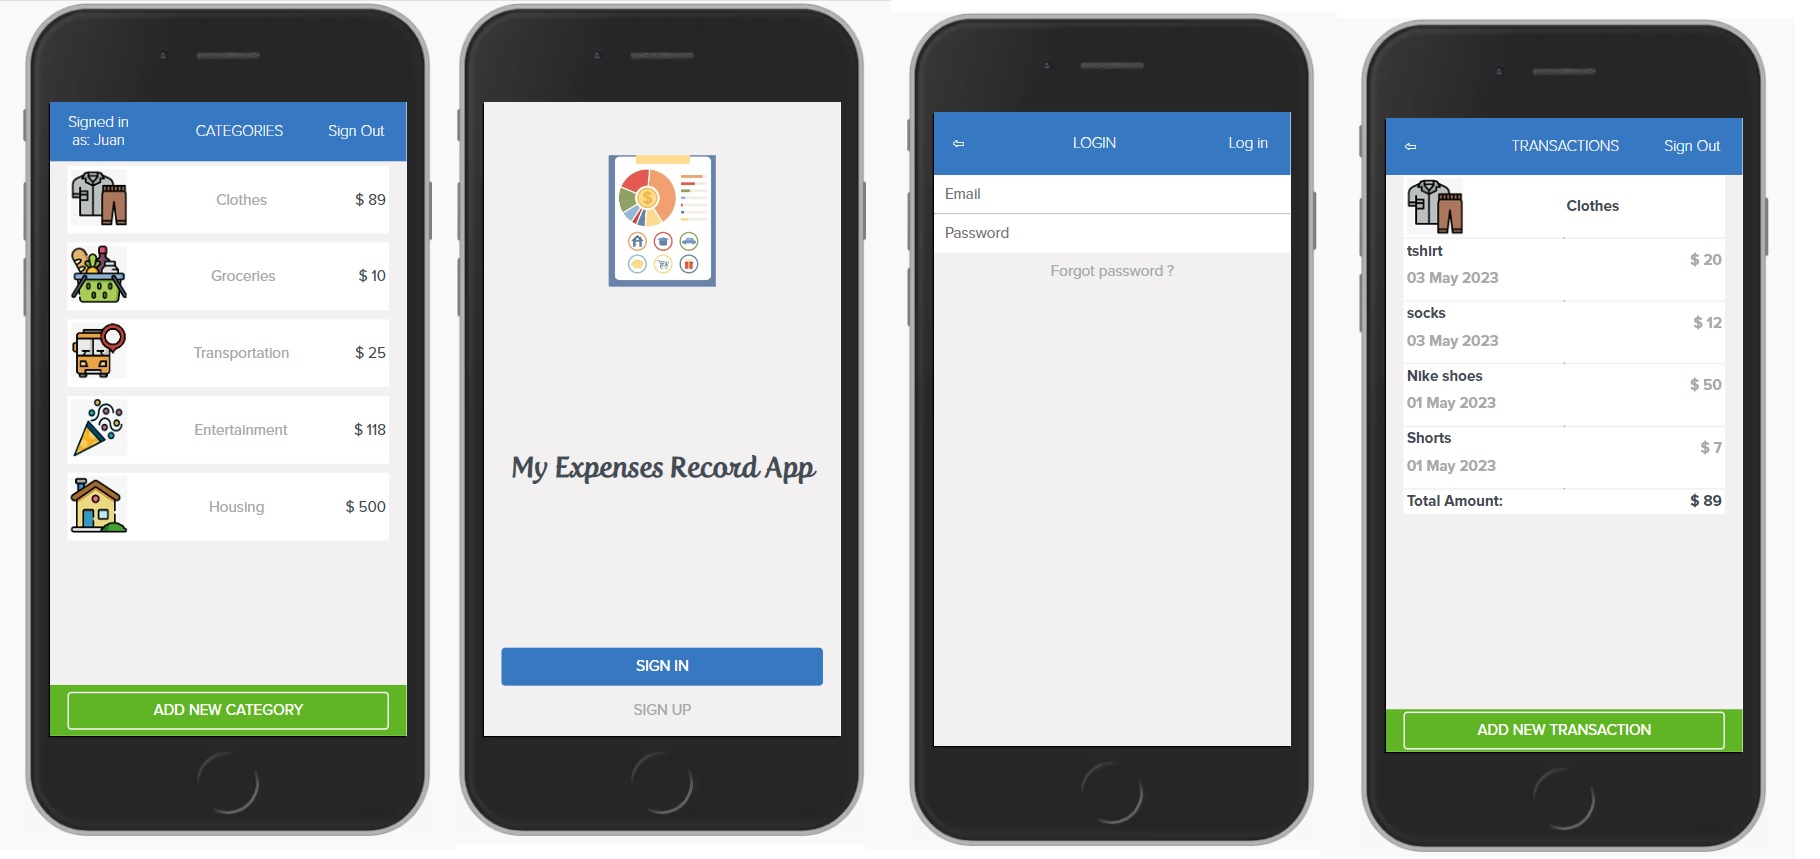 Signed in
as: Juan
CATEGORIES
Sign Out
Clothes
$ 89
Groceries
$ 10
Transportation
$ 25
Entertainment
$ 118
Housing
$ 500
ADD NEW CATEGORY
$
My Expenses Record App
SIGN IN
SIGN UP
⇦
LOGIN
Log in
Email
Password
Forgot password ?
⇦
TRANSACTIONS
Sign Out
Clothes
tshirt
$ 20
03 May 2023
socks
$ 12
03 May 2023
Nike shoes
$ 50
01 May 2023
Shorts
$ 7
01 May 2023
Total Amount:
$ 89
ADD NEW TRANSACTION